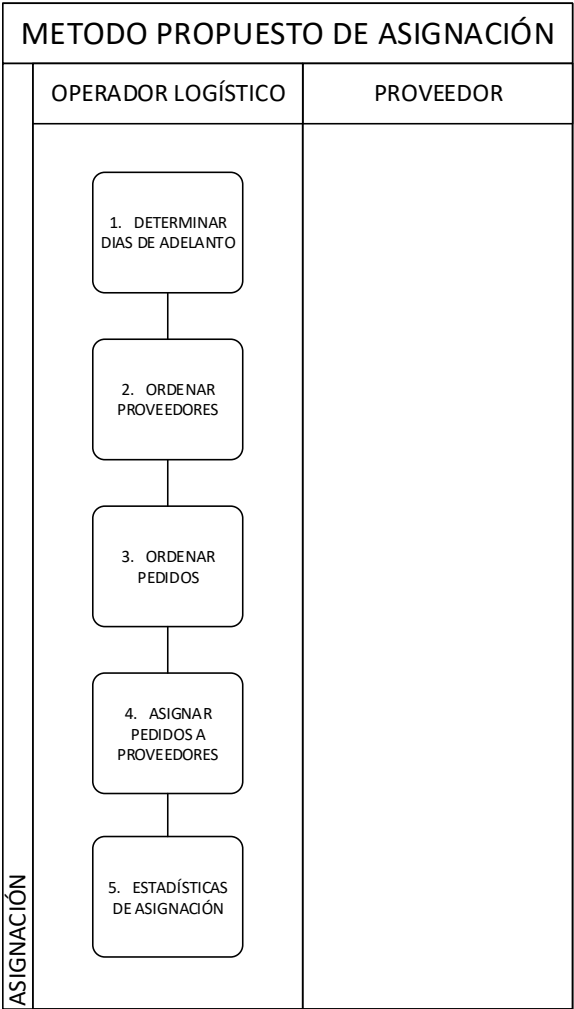 METODO PROPUESTO DE ASIGNACIÓN
OPERADOR LOGÍSTICO
PROVEEDOR
1. DETERMINAR
DIAS DE ADELANTO
2. ORDENAR
PROVEEDORES
3. ORDENAR
PEDIDOS
4. ASIGNAR
PEDIDOS A
PROVEEDORES
5. ESTADÍSTICAS
DE ASIGNACIÓN
ASIGNACIÓN